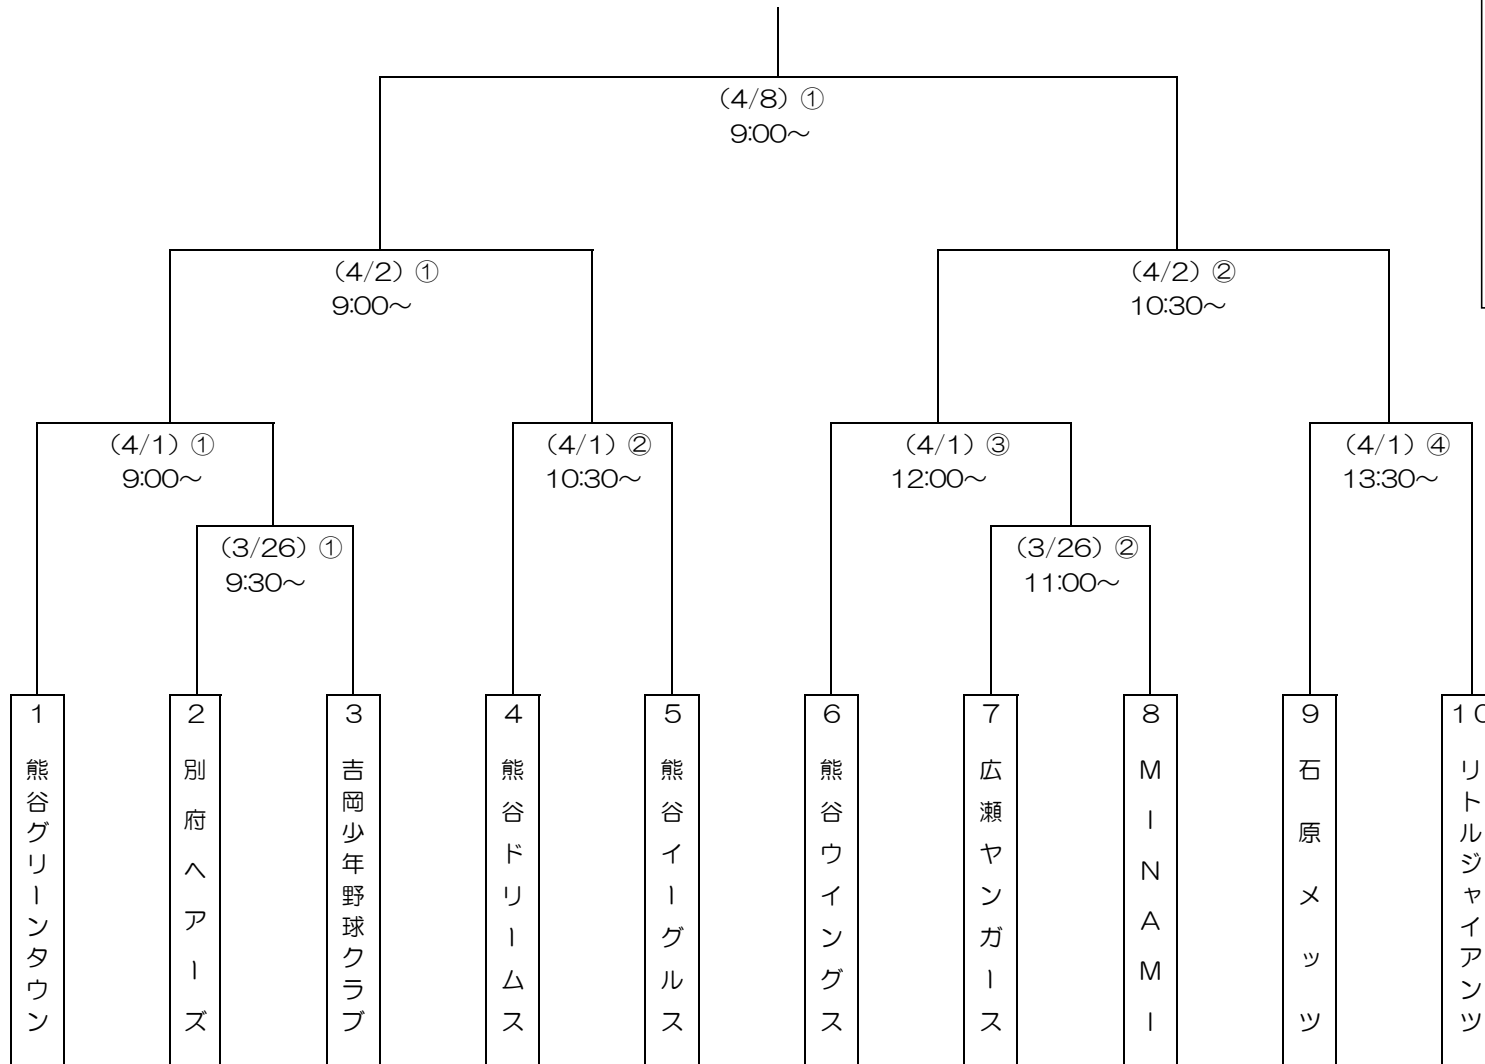 （4/8）①
9:00～
（4/2）①
9:00～
（4/2）②
10:30～
（4/1）①
9:00～
（4/1）②
10:30～
（4/1）③
12:00～
（4/1）④
13:30～
（3/26）①
9:30～
（3/26）②
11:00～
1
熊谷グリーンタウン
2
別府ヘアーズ
3
吉岡少年野球クラブ
4
熊谷ドリームス
5
熊谷イーグルス
6
熊谷ウイングス
7
広瀬ヤンガース
8
MINAMI
9
石原メッツ
10
リトルジャイアンツ